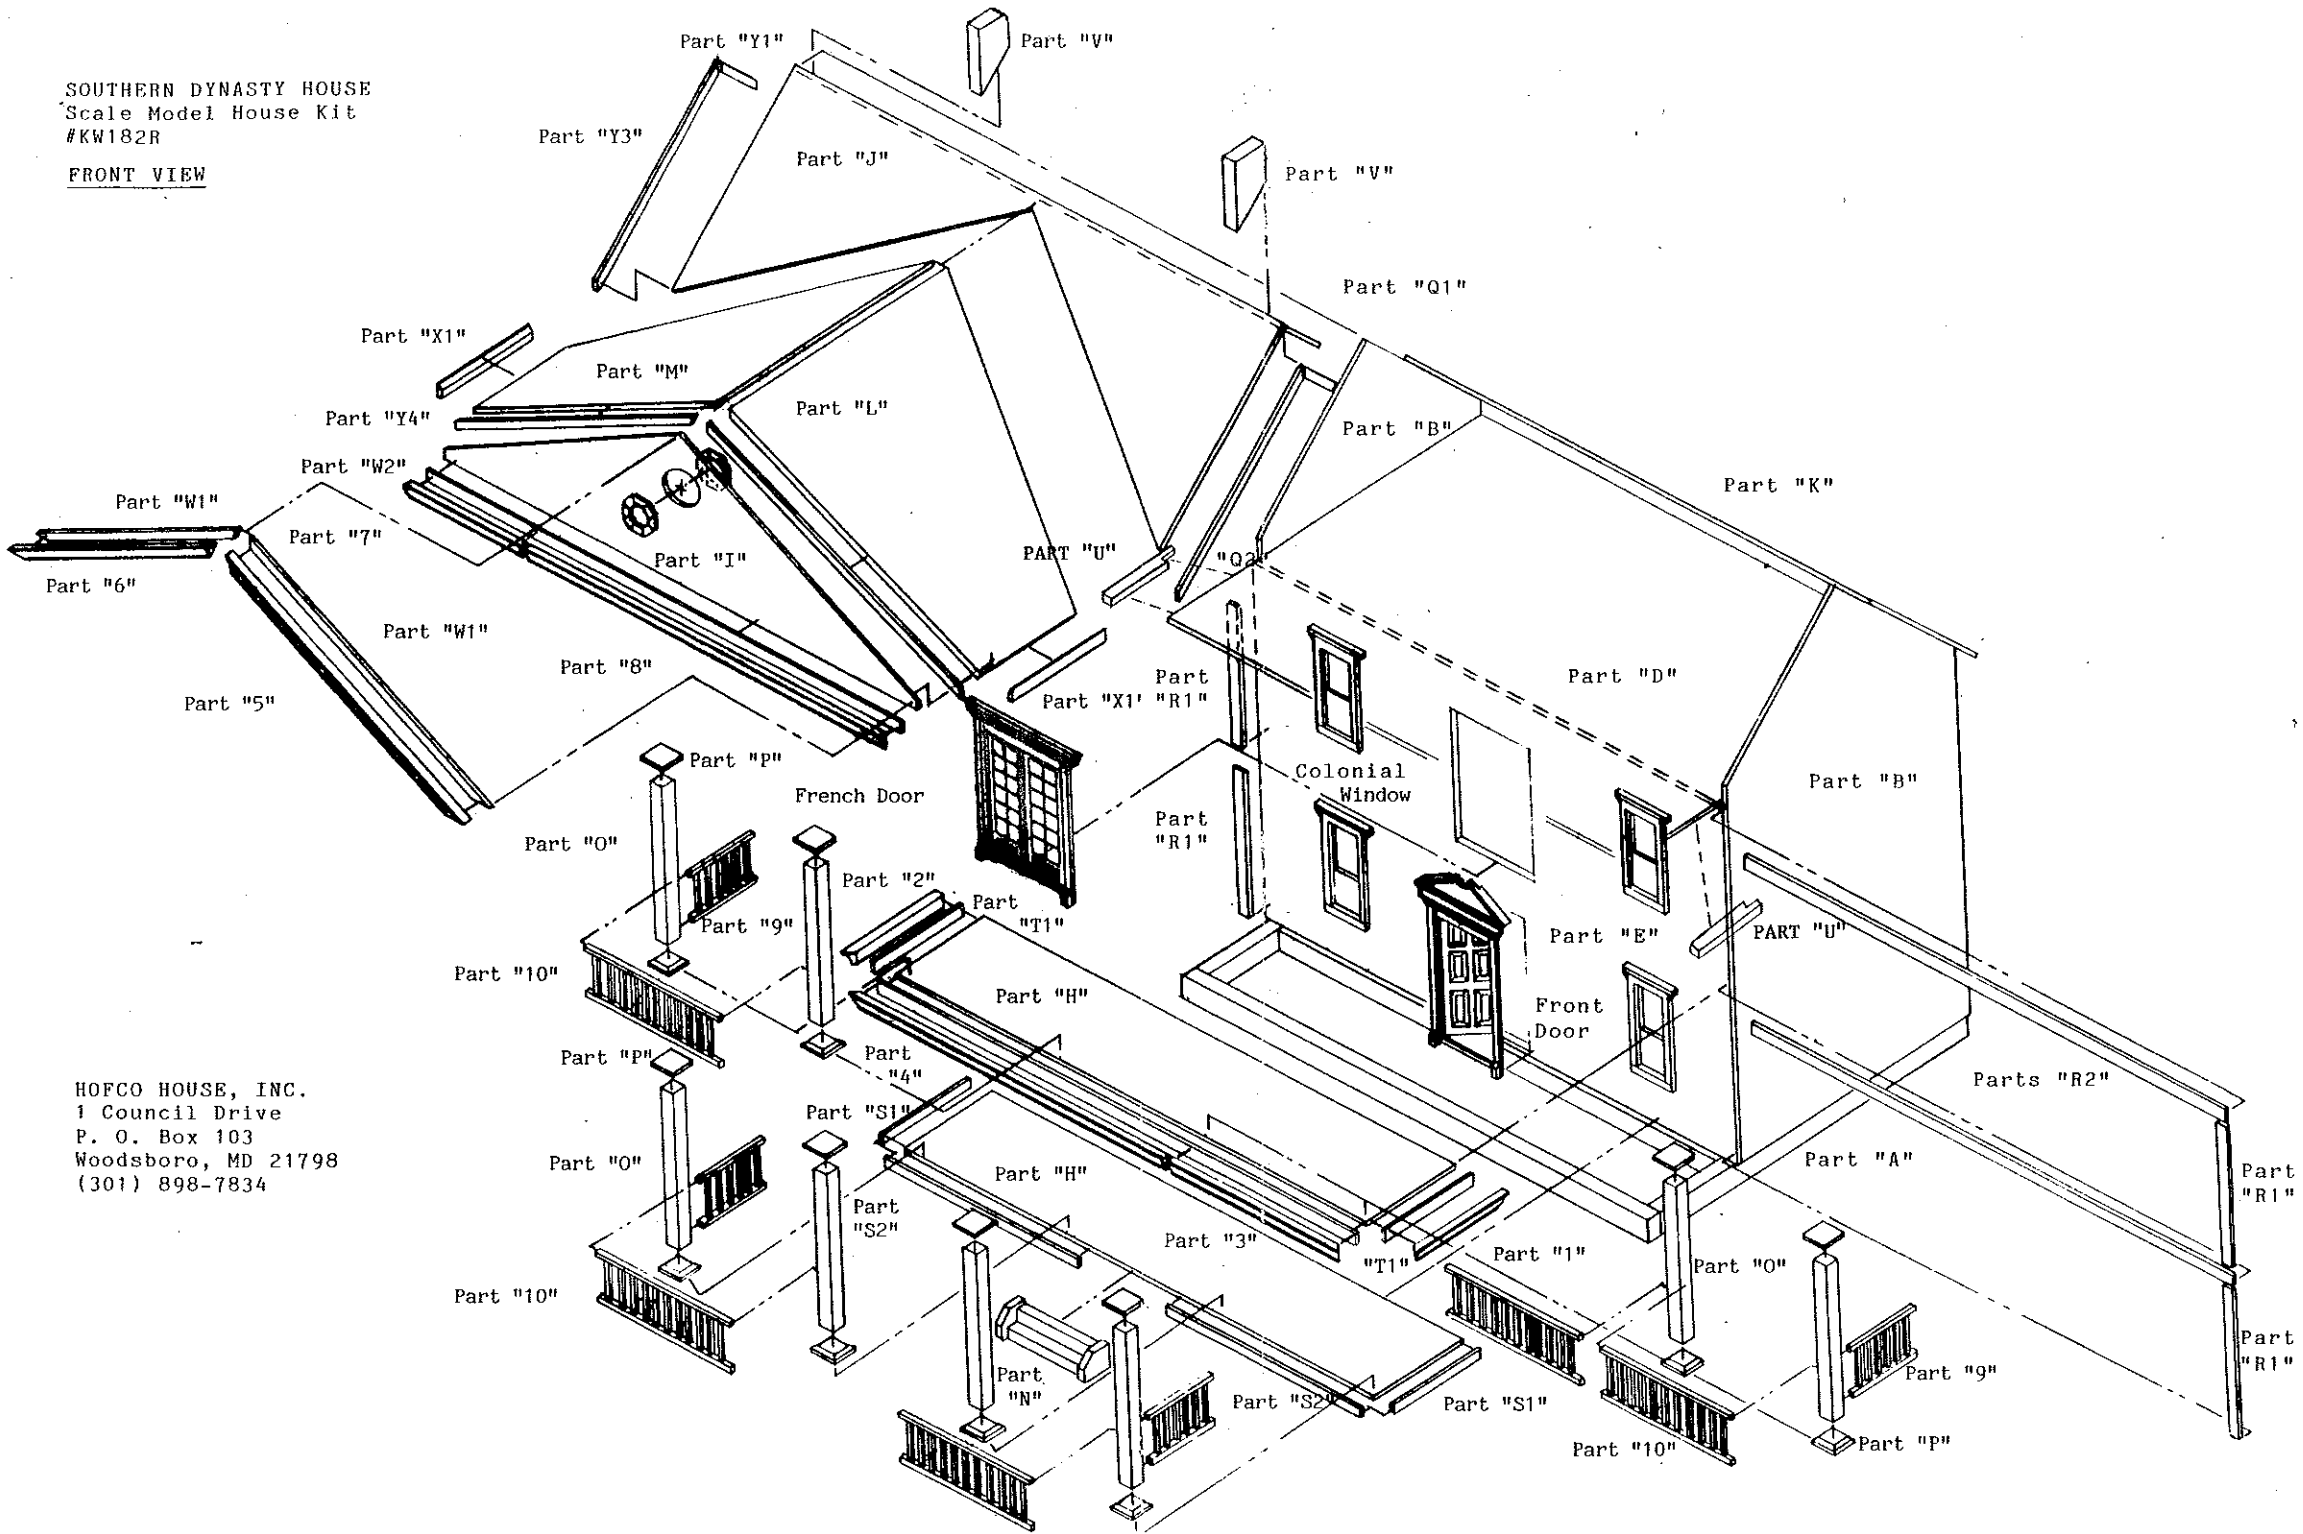 SOUTHERN DYNASTY HOUSE
Scale Model House Kit
#KW182R
FRONT VIEW
Part "Y1"
Part "V"
Part "Y3"
Part "J"
Part "V"
Part "Q1"
Part "X1"
Part "M"
Part "Y4"
Part "L"
Part "B"
Part "W2"
Part "W1"
Part "7"
Part "K"
Part "6"
Part "I"
PART "U"
"Q2"
Part "W1"
Part "8"
Part "5"
Part "X1'
Part
"R1"
Part "D"
Part "P"
French Door
Colonial
Window
Part "B"
Part "O"
Part
"R1"
Part "2"
Part
"T1"
Part "9"
Part "E"
PART "U"
Part "10"
Part "H"
Front
Door
Part "P"
Part
"4"
Parts "R2"
HOFCO HOUSE, INC.
1 Council Drive
P. O. Box 103
Woodsboro, MD 21798
(301) 898-7834
Part "S1"
Part "O"
Part "H"
Part "A"
Part
"R1"
Part
"S2"
Part "3"
"T1"
Part "1"
Part "O"
Part "10"
Part
"N"
Part "S2"
Part "S1"
Part
"R1"
Part "9"
Part "10"
Part "P"